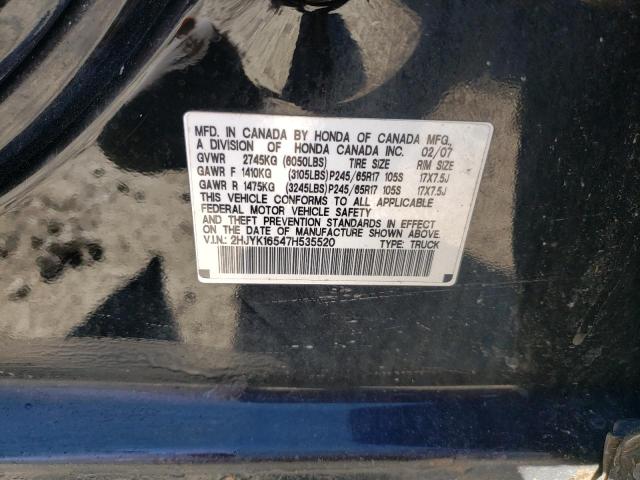 MFD. IN CANADA BY HONDA OF CANADA MFG.
A DIVISION OF HONDA CANADA INC. 02/07
GVWR 2745KG (6050LBS) TIRE SIZE RIM SIZE
GAWR F 1410KG (3105LBS)P245/65R17 105S 17X7.5J
GAWR R 1475KG (3245LBS)P245/65R17 105S 17X7.5J
THIS VEHICLE CONFORMS TO ALL APPLICABLE
FEDERAL MOTOR VEHICLE SAFETY
AND THEFT PREVENTION STANDARDS IN EFFECT
ON THE DATE OF MANUFACTURE SHOWN ABOVE.
V.I.N.: 2HJYK16547H535520 TYPE: TRUCK